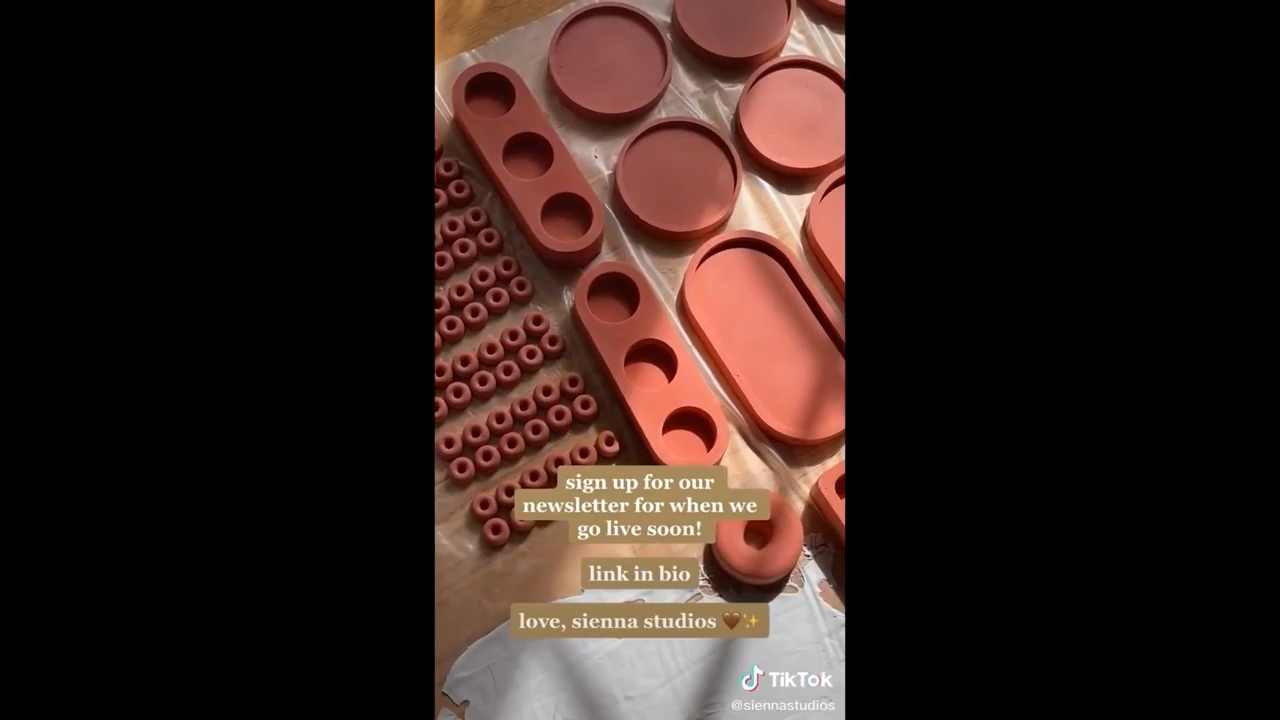 sign up for our
newsletter for when we
go live soon!
link in bio
love, sienna studios 🤎✨
TikTok
@siennastudios